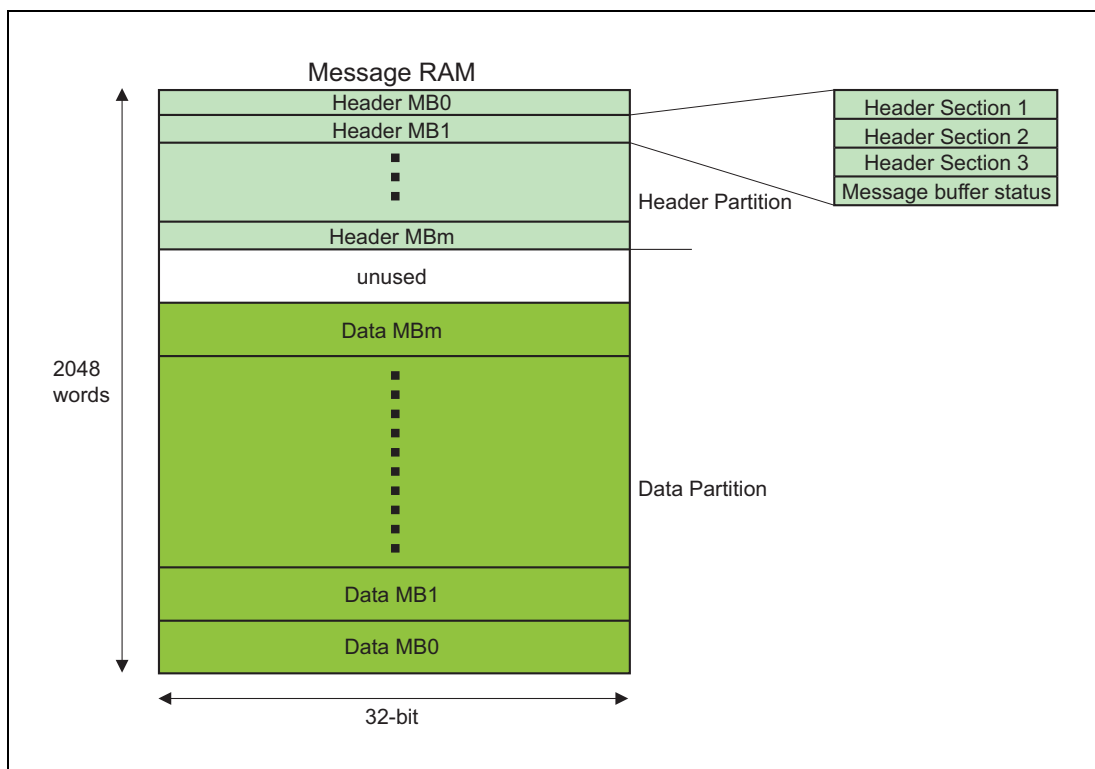 Message RAM
Header MB0
Header MB1
Header MBm
unused
Data MBm
Data MB1
Data MB0
2048
words
32-bit
Header Partition
Data Partition
Header Section 1
Header Section 2
Header Section 3
Message buffer status